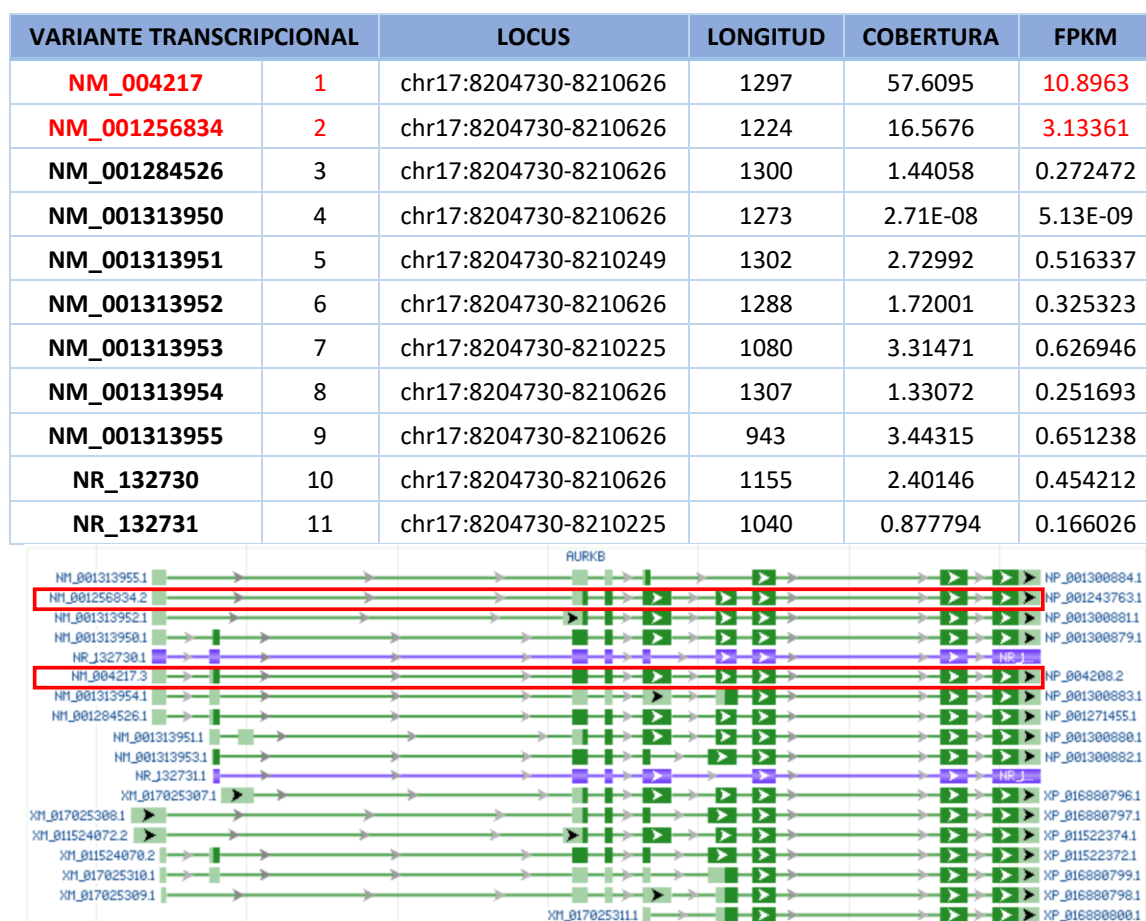 VARIANTE TRANSCRIPCIONAL LOCUS LONGITUD COBERTURA FPKM
NM_004217 1 chr17:8204730-8210626 1297 57.6095 10.8963
NM_001256834 2 chr17:8204730-8210626 1224 16.5676 3.13361
NM_001284526 3 chr17:8204730-8210626 1300 1.44058 0.272472
NM_001313950 4 chr17:8204730-8210626 1273 2.71E-08 5.13E-09
NM_001313951 5 chr17:8204730-8210249 1302 2.72992 0.516337
NM_001313952 6 chr17:8204730-8210626 1288 1.72001 0.325323
NM_001313953 7 chr17:8204730-8210225 1080 3.31471 0.626946
NM_001313954 8 chr17:8204730-8210626 1307 1.33072 0.251693
NM_001313955 9 chr17:8204730-8210626 943 3.44315 0.651238
NR_132730 10 chr17:8204730-8210626 1155 2.40146 0.454212
NR_132731 11 chr17:8204730-8210225 1040 0.877794 0.166026
AURKB
NM_001313955.1 NP_001300884.1
NM_001256834.2 NP_001243763.1
NM_001313952.1 NP_001300881.1
NM_001313950.1 NP_001300879.1
NR_132730.1 NR_1...
NM_004217.3 NP_004208.2
NM_001313954.1 NP_001300883.1
NM_001284526.1 NP_001271455.1
NM_001313951.1 NP_001300880.1
NM_001313953.1 NP_001300882.1
NR_132731.1 NR_1...
XM_017025307.1 XP_016880796.1
XM_017025308.1 XP_016880797.1
XM_011524072.2 XP_011522374.1
XM_011524070.2 XP_011522372.1
XM_017025310.1 XP_016880799.1
XM_017025309.1 XP_016880798.1
XM_017025311.1 XP_016880800.1